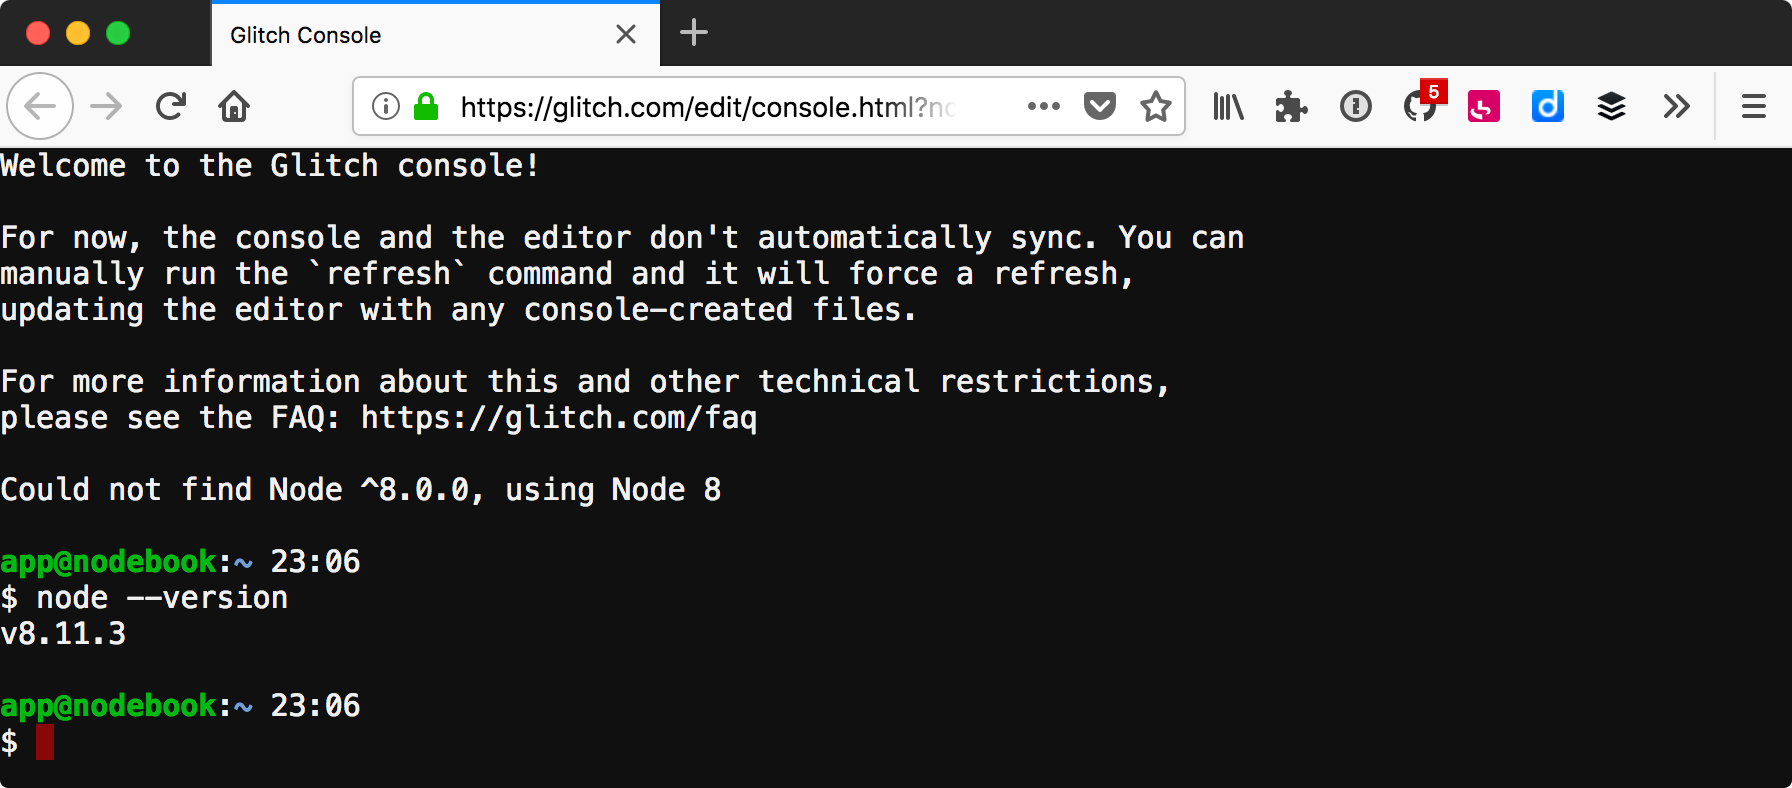 Glitch Console
https://glitch.com/edit/console.html?no
5
Welcome to the Glitch console!
For now, the console and the editor don't automatically sync. You can
manually run the `refresh` command and it will force a refresh,
updating the editor with any console-created files.
For more information about this and other technical restrictions,
please see the FAQ: https://glitch.com/faq
Could not find Node ^8.0.0, using Node 8
app@nodebook:~ 23:06
$ node --version
v8.11.3
app@nodebook:~ 23:06
$